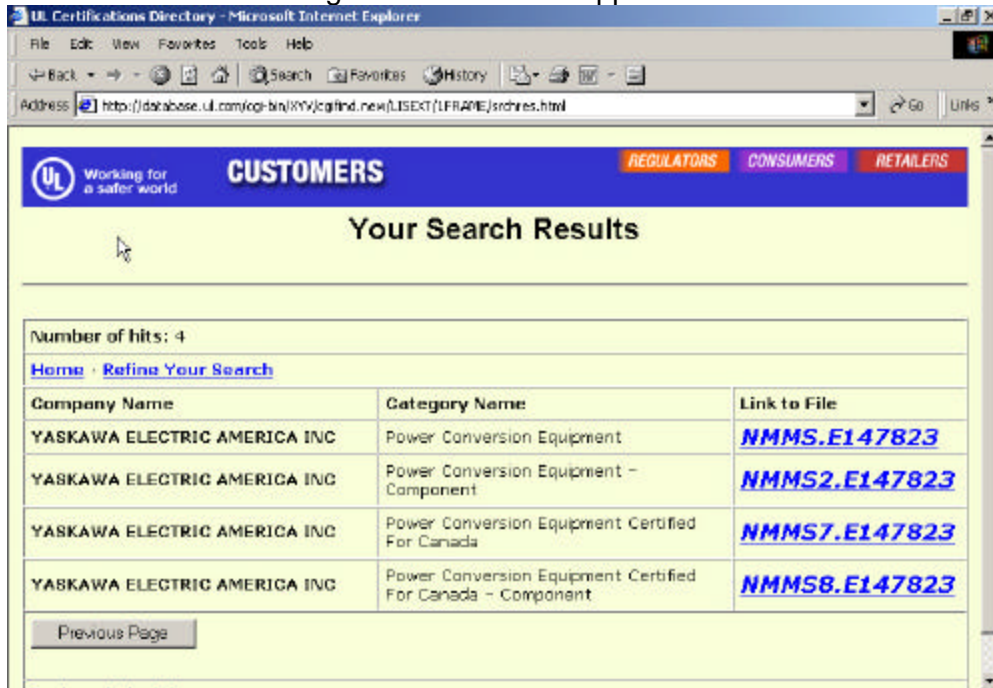 UL Certifications Directory - Microsoft Internet Explorer
File Edit View Favorites Tools Help
Back Search Favorites History
Address http://database.ul.com/cgi-bin/XYV/cgifind.new/LISEXT/1FRAME/srchres.html Go Links
UL Working for a safer world CUSTOMERS REGULATORS CONSUMERS RETAILERS
Your Search Results
Number of hits: 4
Home · Refine Your Search
Company Name Category Name Link to File
YASKAWA ELECTRIC AMERICA INC Power Conversion Equipment NMMS.E147823
YASKAWA ELECTRIC AMERICA INC Power Conversion Equipment - Component NMMS2.E147823
YASKAWA ELECTRIC AMERICA INC Power Conversion Equipment Certified For Canada NMMS7.E147823
YASKAWA ELECTRIC AMERICA INC Power Conversion Equipment Certified For Canada - Component NMMS8.E147823
Previous Page